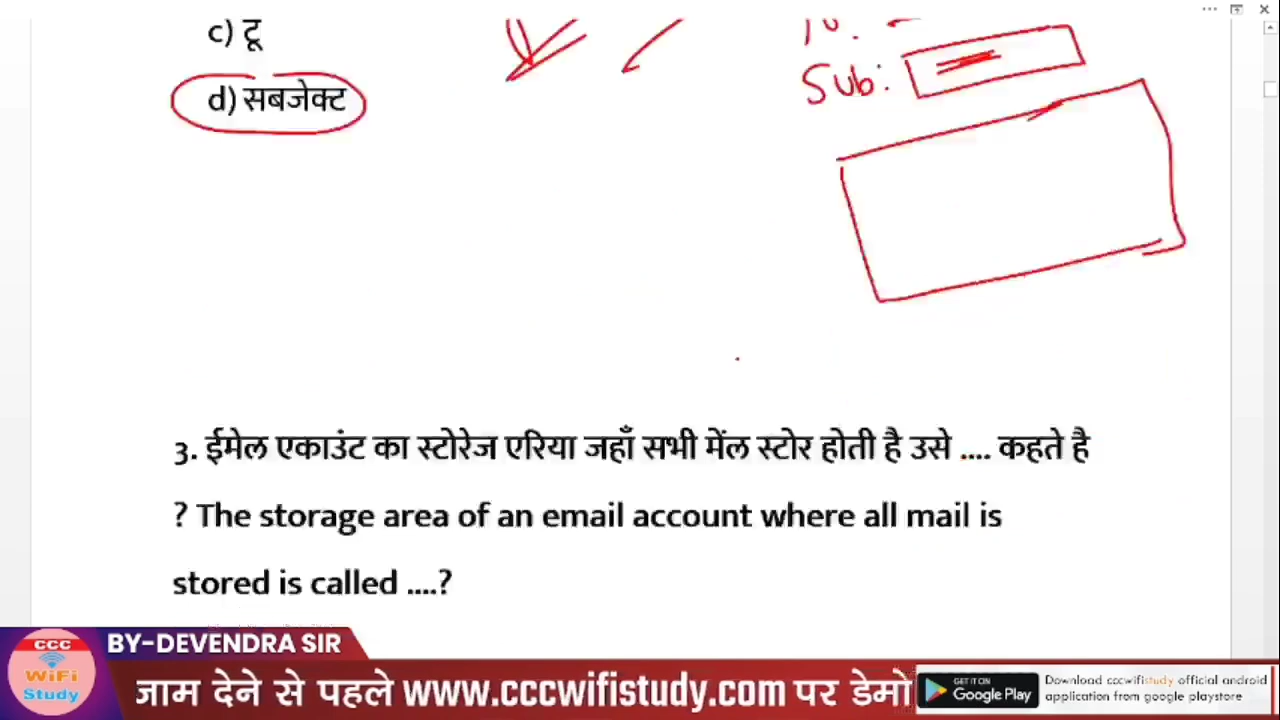 c) टू
To:
Sub:
d) सबजेक्ट
3. ईमेल एकाउंट का स्टोरेज एरिया जहाँ सभी मेंल स्टोर होती है उसे .... कहते है
? The storage area of an email account where all mail is
stored is called ....?
CCC
WiFi
Study
BY-DEVENDRA SIR
जाम देने से पहले www.cccwifistudy.com पर डेमो
GET IT ON
Google Play
Download cccwifistudy official android
application from google playstore